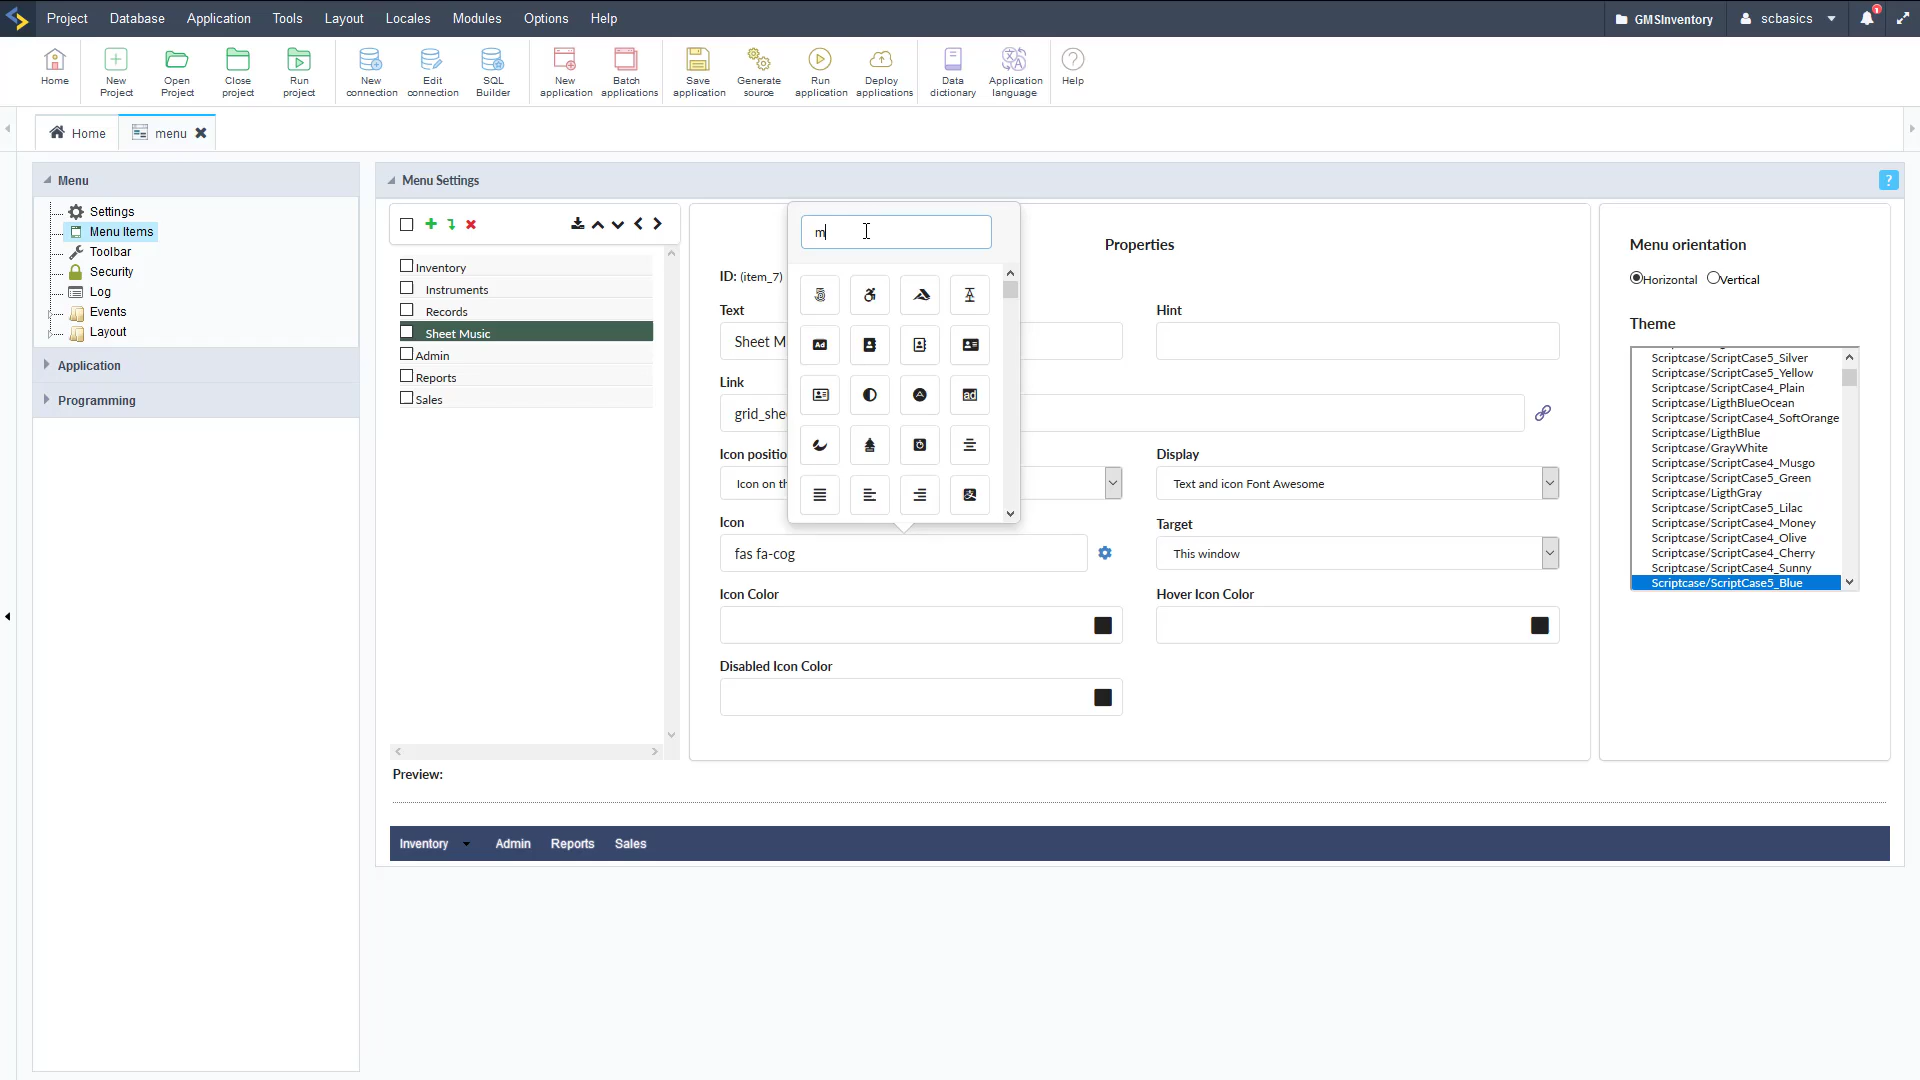 Project Database Application Tools Layout Locales Modules Options Help
GMSInventory scbasics 1
Home
New Project
Open Project
Close project
Run project
New connection
Edit connection
SQL Builder
New application
Batch applications
Save application
Generate source
Run application
Deploy applications
Data dictionary
Application language
Help
Home menu
Menu
Settings
Menu Items
Toolbar
Security
Log
Events
Layout
Application
Programming
Menu Settings
?
Inventory
Instruments
Records
Sheet Music
Admin
Reports
Sales
m
Ad
ad
Properties
ID: (item_7)
Text
Sheet M
Hint
Link
grid_she
Icon positio
Icon on th
Display
Text and icon Font Awesome
Icon
fas fa-cog
Target
This window
Icon Color
Hover Icon Color
Disabled Icon Color
Menu orientation
Horizontal Vertical
Theme
Scriptcase/ScriptCase5_Silver
Scriptcase/ScriptCase5_Yellow
Scriptcase/ScriptCase4_Plain
Scriptcase/LigthBlueOcean
Scriptcase/ScriptCase4_SoftOrange
Scriptcase/LigthBlue
Scriptcase/GrayWhite
Scriptcase/ScriptCase4_Musgo
Scriptcase/ScriptCase5_Green
Scriptcase/LigthGray
Scriptcase/ScriptCase5_Lilac
Scriptcase/ScriptCase4_Money
Scriptcase/ScriptCase4_Olive
Scriptcase/ScriptCase4_Cherry
Scriptcase/ScriptCase4_Sunny
Scriptcase/ScriptCase5_Blue
Preview:
Inventory Admin Reports Sales